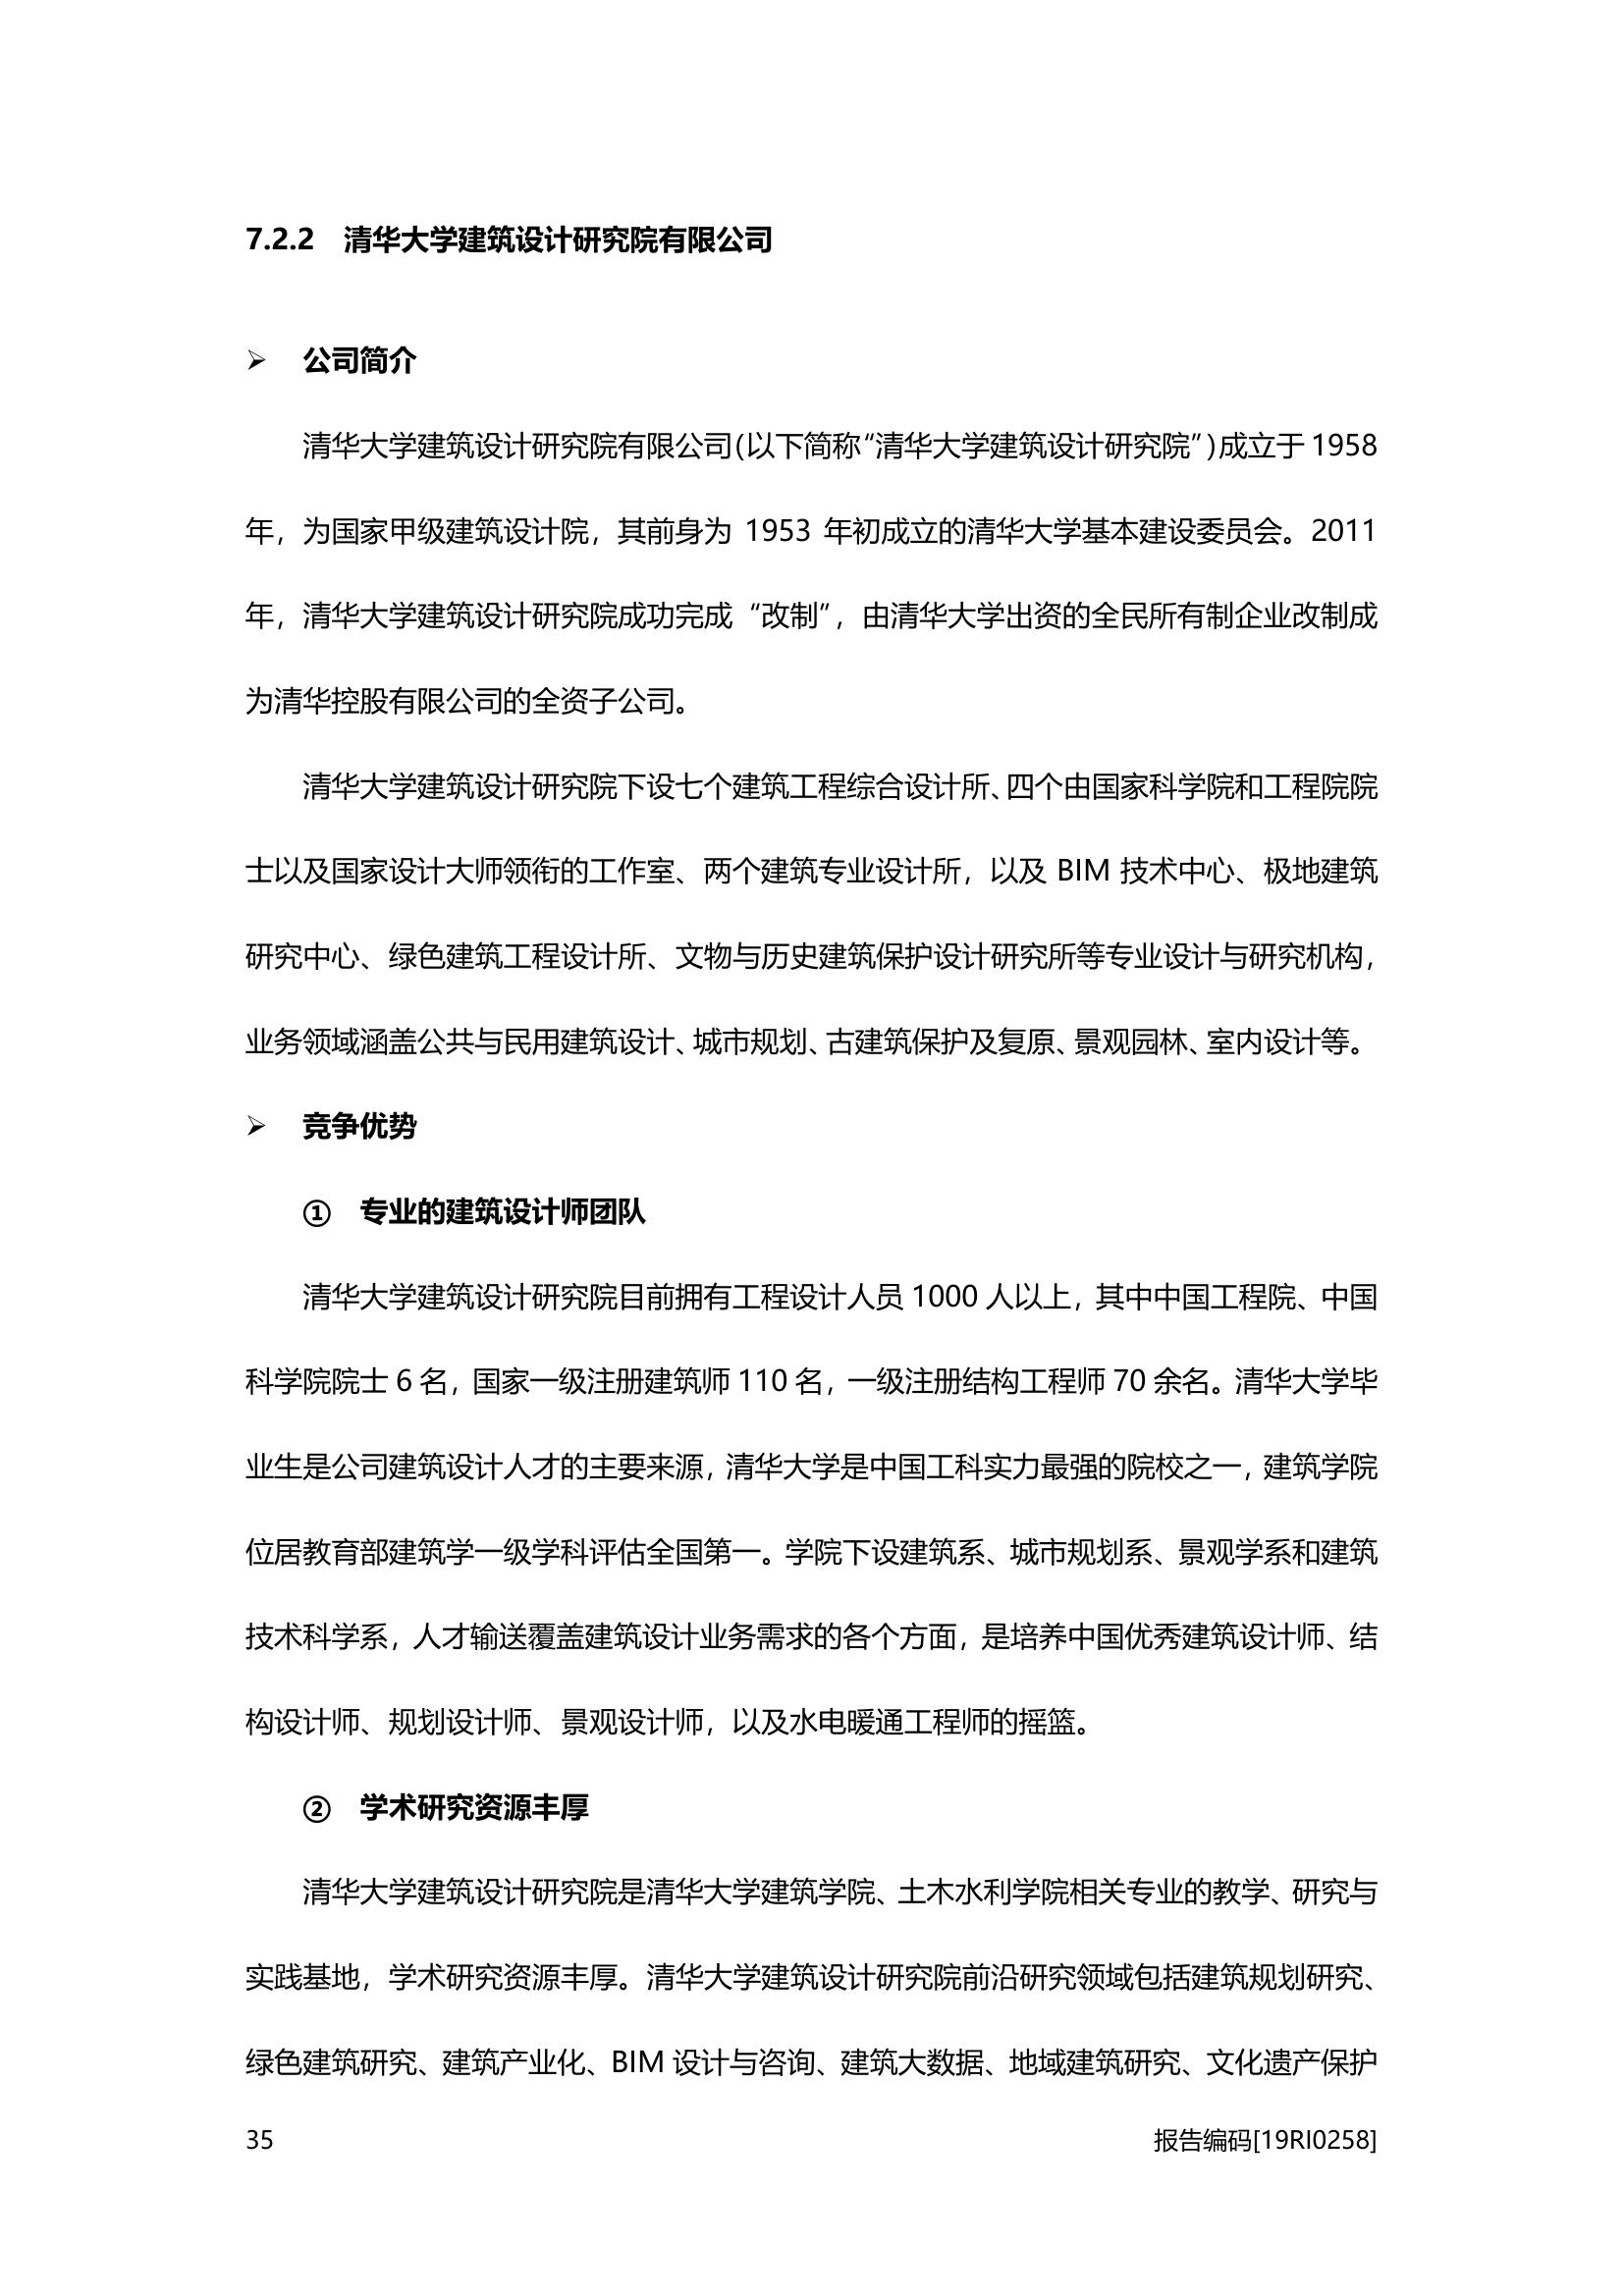 7.2.2 清华大学建筑设计研究院有限公司
➢ 公司简介
清华大学建筑设计研究院有限公司（以下简称“清华大学建筑设计研究院”）成立于 1958
年，为国家甲级建筑设计院，其前身为 1953 年初成立的清华大学基本建设委员会。2011
年，清华大学建筑设计研究院成功完成“改制”，由清华大学出资的全民所有制企业改制成
为清华控股有限公司的全资子公司。
清华大学建筑设计研究院下设七个建筑工程综合设计所、四个由国家科学院和工程院院
士以及国家设计大师领衔的工作室、两个建筑专业设计所，以及 BIM 技术中心、极地建筑
研究中心、绿色建筑工程设计所、文物与历史建筑保护设计研究所等专业设计与研究机构，
业务领域涵盖公共与民用建筑设计、城市规划、古建筑保护及复原、景观园林、室内设计等。
➢ 竞争优势
① 专业的建筑设计师团队
清华大学建筑设计研究院目前拥有工程设计人员 1000 人以上，其中中国工程院、中国
科学院院士 6 名，国家一级注册建筑师 110 名，一级注册结构工程师 70 余名。清华大学毕
业生是公司建筑设计人才的主要来源，清华大学是中国工科实力最强的院校之一，建筑学院
位居教育部建筑学一级学科评估全国第一。学院下设建筑系、城市规划系、景观学系和建筑
技术科学系，人才输送覆盖建筑设计业务需求的各个方面，是培养中国优秀建筑设计师、结
构设计师、规划设计师、景观设计师，以及水电暖通工程师的摇篮。
② 学术研究资源丰厚
清华大学建筑设计研究院是清华大学建筑学院、土木水利学院相关专业的教学、研究与
实践基地，学术研究资源丰厚。清华大学建筑设计研究院前沿研究领域包括建筑规划研究、
绿色建筑研究、建筑产业化、BIM 设计与咨询、建筑大数据、地域建筑研究、文化遗产保护
35 报告编码[19RI0258]